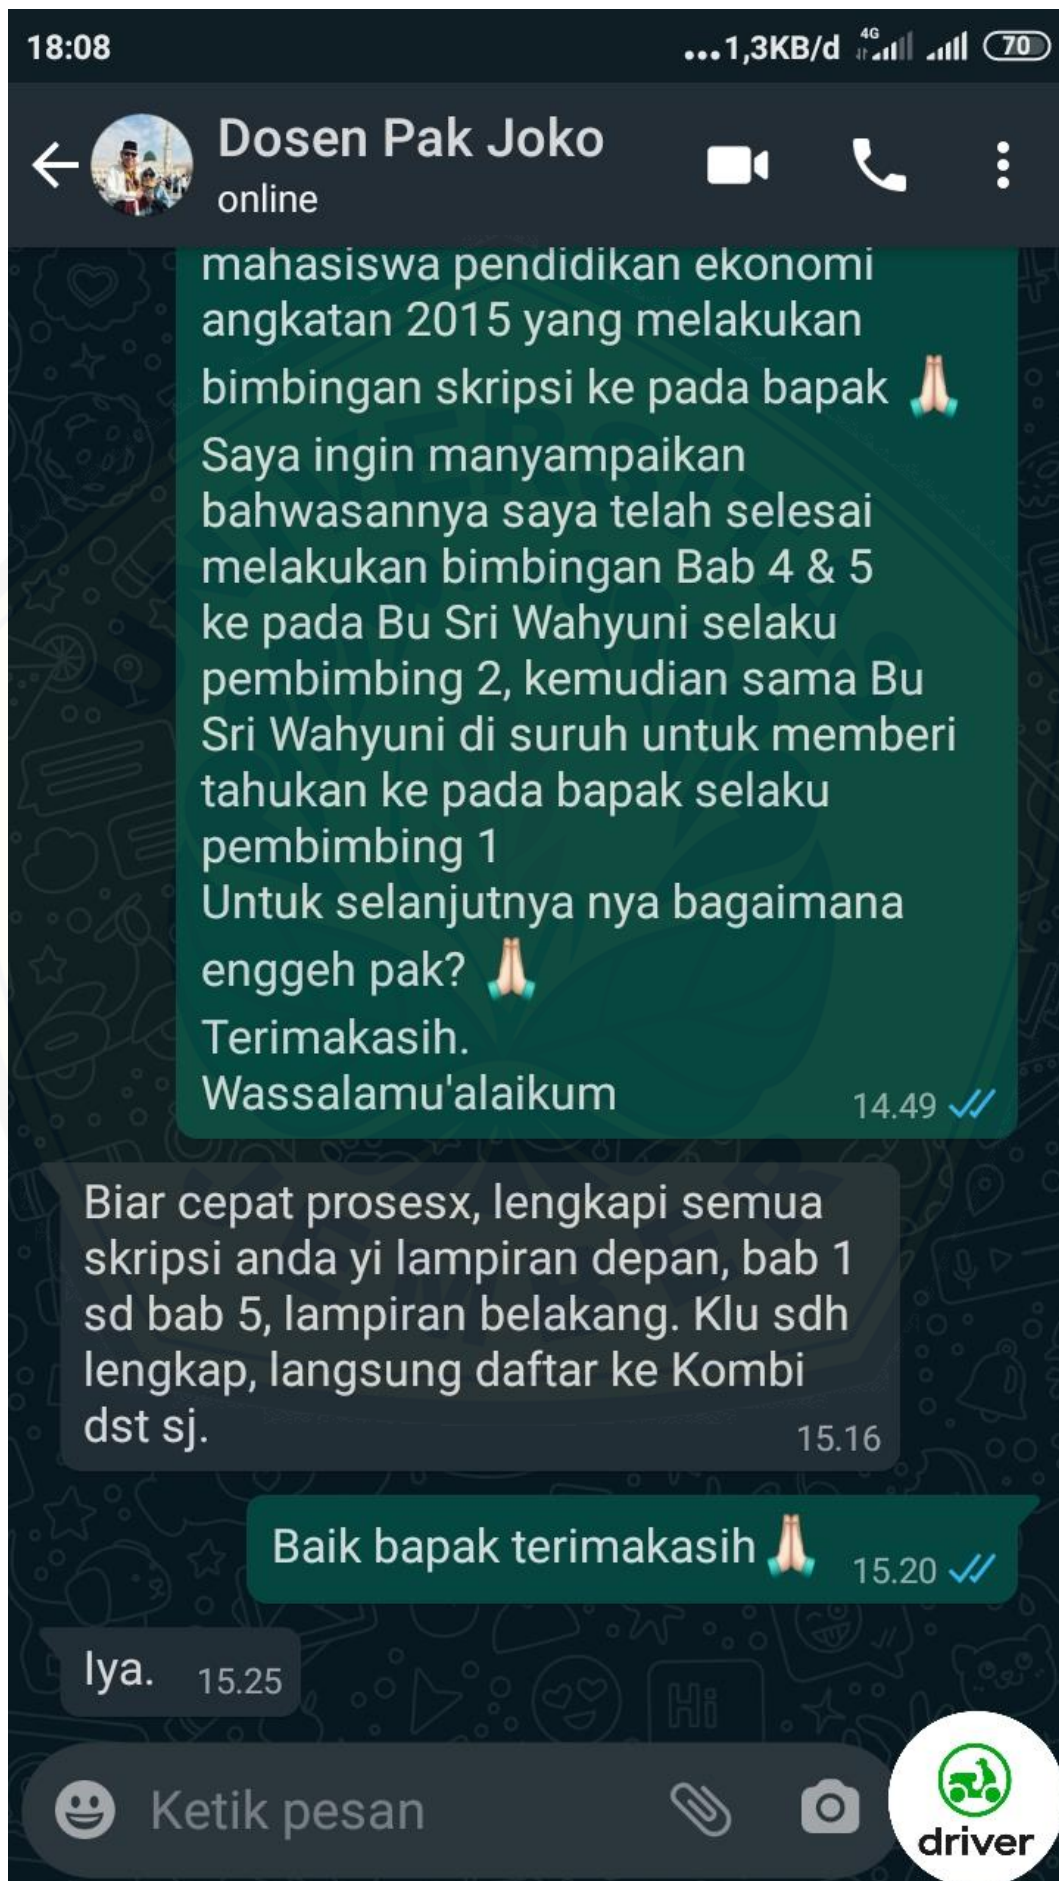 18:08
...1,3KB/d 4G 70
Dosen Pak Joko
online
mahasiswa pendidikan ekonomi
angkatan 2015 yang melakukan
bimbingan skripsi ke pada bapak 🙏🏻
Saya ingin manyampaikan
bahwasannya saya telah selesai
melakukan bimbingan Bab 4 & 5
ke pada Bu Sri Wahyuni selaku
pembimbing 2, kemudian sama Bu
Sri Wahyuni di suruh untuk memberi
tahukan ke pada bapak selaku
pembimbing 1
Untuk selanjutnya nya bagaimana
enggeh pak? 🙏🏻
Terimakasih.
Wassalamu'alaikum
14.49
Biar cepat prosesx, lengkapi semua
skripsi anda yi lampiran depan, bab 1
sd bab 5, lampiran belakang. Klu sdh
lengkap, langsung daftar ke Kombi
dst sj.
15.16
Baik bapak terimakasih 🙏🏻 15.20
Iya. 15.25
Hi
Ketik pesan
driver
UNIVERSITAS
JEMBER